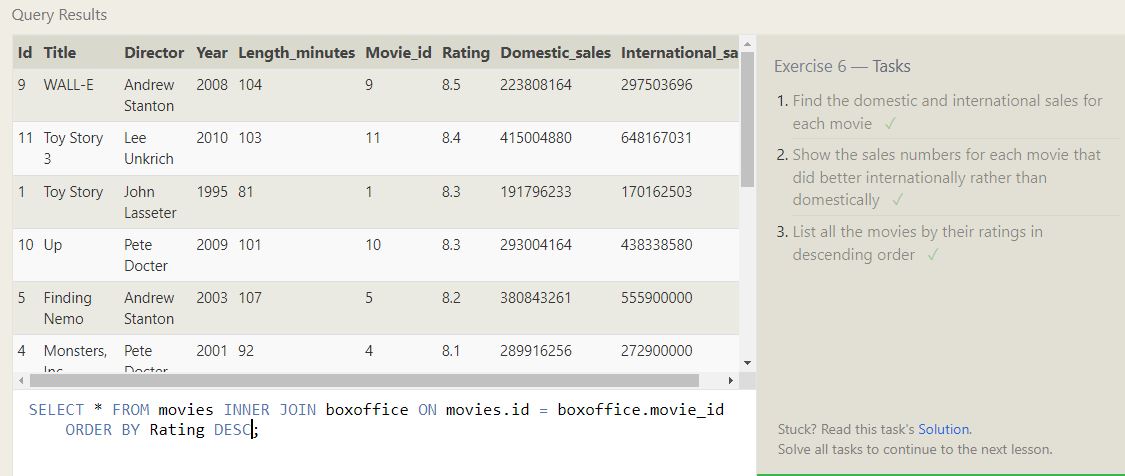 Query Results
Id Title Director Year Length_minutes Movie_id Rating Domestic_sales International_sa
9 WALL-E Andrew 2008 104 9 8.5 223808164 297503696
Stanton
11 Toy Story Lee 2010 103 11 8.4 415004880 648167031
3 Unkrich
1 Toy Story John 1995 81 1 8.3 191796233 170162503
Lasseter
10 Up Pete 2009 101 10 8.3 293004164 438338580
Docter
5 Finding Andrew 2003 107 5 8.2 380843261 555900000
Nemo Stanton
4 Monsters, Pete 2001 92 4 8.1 289916256 272900000
Inc. Docter
SELECT * FROM movies INNER JOIN boxoffice ON movies.id = boxoffice.movie_id
ORDER BY Rating DESC;
Exercise 6 — Tasks
1. Find the domestic and international sales for
each movie ✓
2. Show the sales numbers for each movie that
did better internationally rather than
domestically ✓
3. List all the movies by their ratings in
descending order ✓
Stuck? Read this task's Solution.
Solve all tasks to continue to the next lesson.